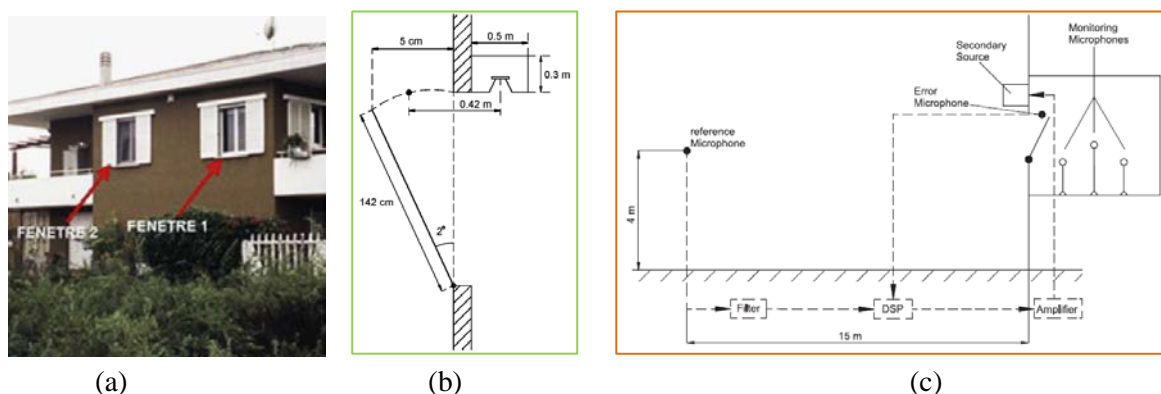 FENETRE 2
FENETRE 1
(a)
5 cm
0.5 m
0.3 m
0.42 m
142 cm
2°
(b)
Secondary
Source
Monitoring
Microphones
Error
Microphone
reference
Microphone
4 m
Filter
DSP
Amplifier
15 m
(c)